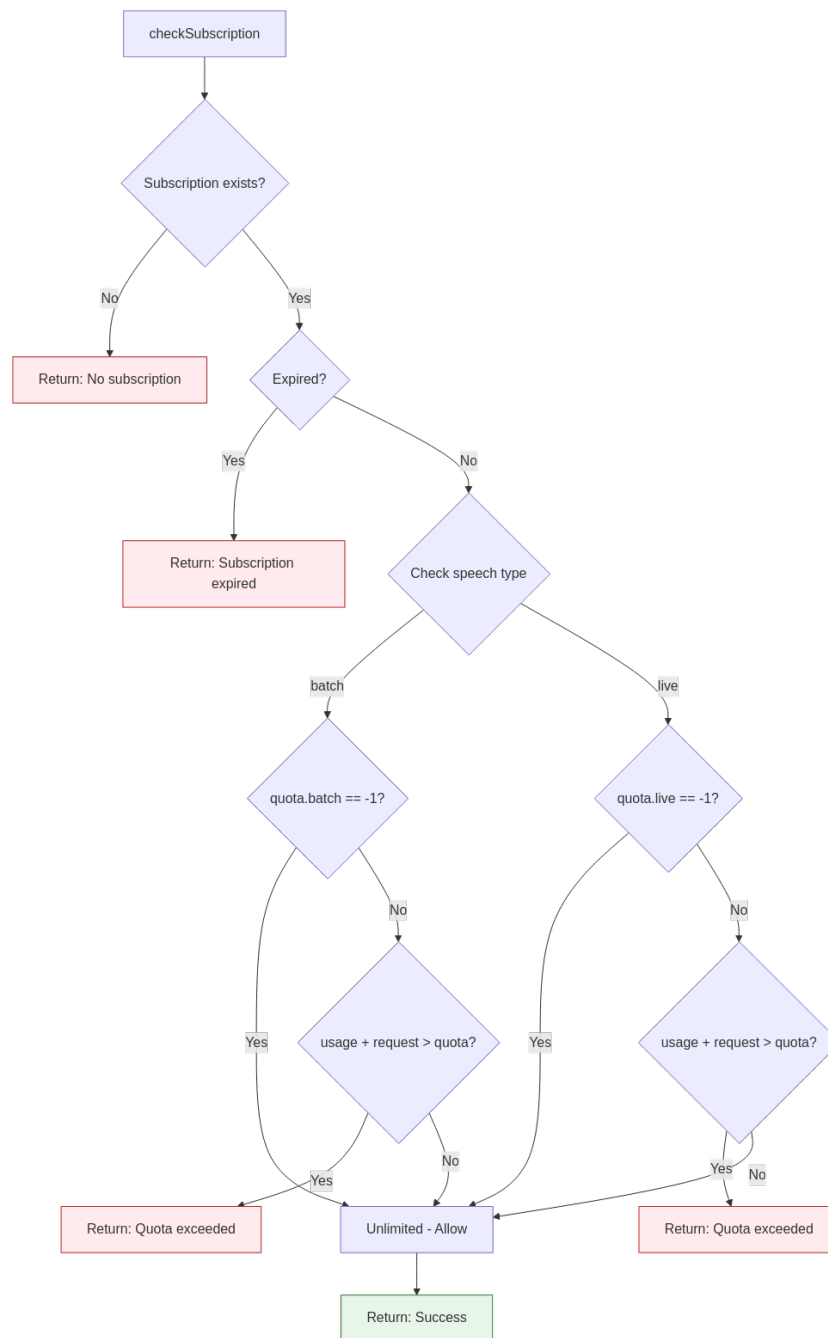 checkSubscription
Subscription exists?
No
Yes
Return: No subscription
Expired?
Yes
No
Return: Subscription
expired
Check speech type
batch
live
quota.batch == -1?
quota.live == -1?
No
No
Yes
usage + request > quota?
Yes
usage + request > quota?
Yes
No
Yes
No
Return: Quota exceeded
Unlimited - Allow
Return: Quota exceeded
Return: Success